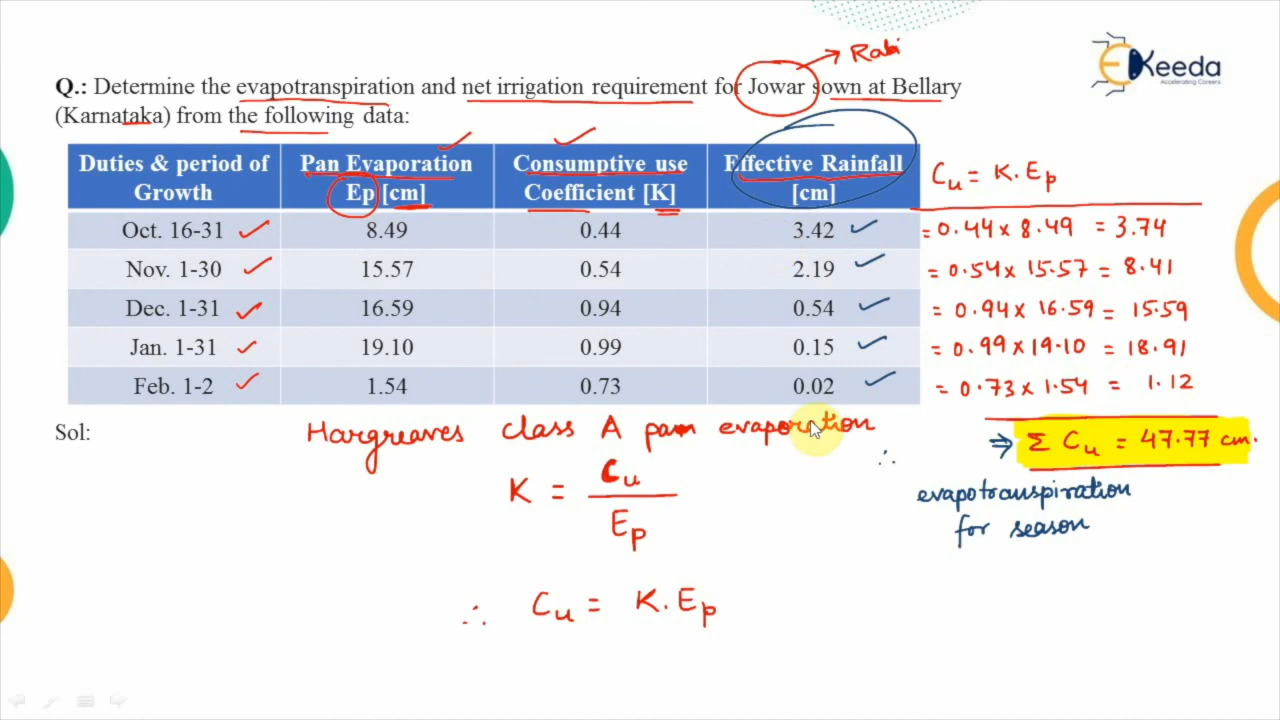 Rabi
EKeeda
Accelerating Careers
Q.: Determine the evapotranspiration and net irrigation requirement for Jowar sown at Bellary
(Karnataka) from the following data:
Duties & period of Growth Pan Evaporation Ep [cm] Consumptive use Coefficient [K] Effective Rainfall [cm] Cu = K.Ep
Oct. 16-31 8.49 0.44 3.42 = 0.44 x 8.49 = 3.74
Nov. 1-30 15.57 0.54 2.19 = 0.54 x 15.57 = 8.41
Dec. 1-31 16.59 0.94 0.54 = 0.94 x 16.59 = 15.59
Jan. 1-31 19.10 0.99 0.15 = 0.99 x 19.10 = 18.91
Feb. 1-2 1.54 0.73 0.02 = 0.73 x 1.54 = 1.12
Sol: Hargreaves class A pan evaporation
⇒ Σ Cu = 47.77 cm.
∴ evapotranspiration
for season
K = Cu / Ep
∴ Cu = K.Ep